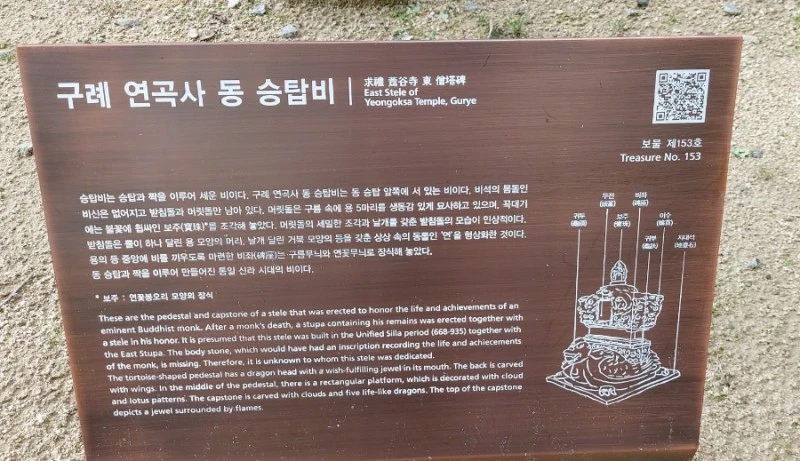 구례 연곡사 동 승탑비
求禮 鷰谷寺 東 僧塔碑
East Stele of
Yeongoksa Temple, Gurye
보물 제153호
Treasure No. 153
승탑비는 승탑과 짝을 이루어 세운 비이다. 구례 연곡사 동 승탑비는 동 승탑 앞쪽에 서 있는 비이다. 비석의 몸돌인
비신은 없어지고 받침돌과 머릿돌만 남아 있다. 머릿돌은 구름 속에 용 5마리를 생동감 있게 묘사하고 있으며, 꼭대기
에는 불꽃에 휩싸인 보주(寶珠)*를 조각해 놓았다. 머릿돌의 세밀한 조각과 날개를 갖춘 받침돌의 모습이 인상적이다.
받침돌은 뿔이 하나 달린 용 모양의 머리, 날개 달린 거북 모양의 등을 갖춘 상상 속의 동물인 '연'을 형상화한 것이다.
용의 등 중앙에 비를 끼우도록 마련한 비좌(碑座)는 구름무늬와 연꽃무늬로 장식해 놓았다.
동 승탑과 짝을 이루어 만들어진 통일 신라 시대의 비이다.
* 보주 : 연꽃봉오리 모양의 장식
These are the pedestal and capstone of a stele that was erected to honor the life and achievements of an
eminent Buddhist monk. After a monk's death, a stupa containing his remains was erected together with
a stele in his honor. It is presumed that this stele was built in the Unified Silla period (668-935) together with
the East Stupa. The body stone, which would have had an inscription recording the life and achiecements
of the monk, is missing. Therefore, it is unknown to whom this stele was dedicated.
The tortoise-shaped pedestal has a dragon head with a wish-fulfilling jewel in its mouth. The back is carved
with wings. In the middle of the pedestal, there is a rectangular platform, which is decorated with cloud
and lotus patterns. The capstone is carved with clouds and five life-like dragons. The top of the capstone
depicts a jewel surrounded by flames.
비좌
(碑座)
귀두
보주
(寶珠)
이수
귀부
지대석
(地臺石)